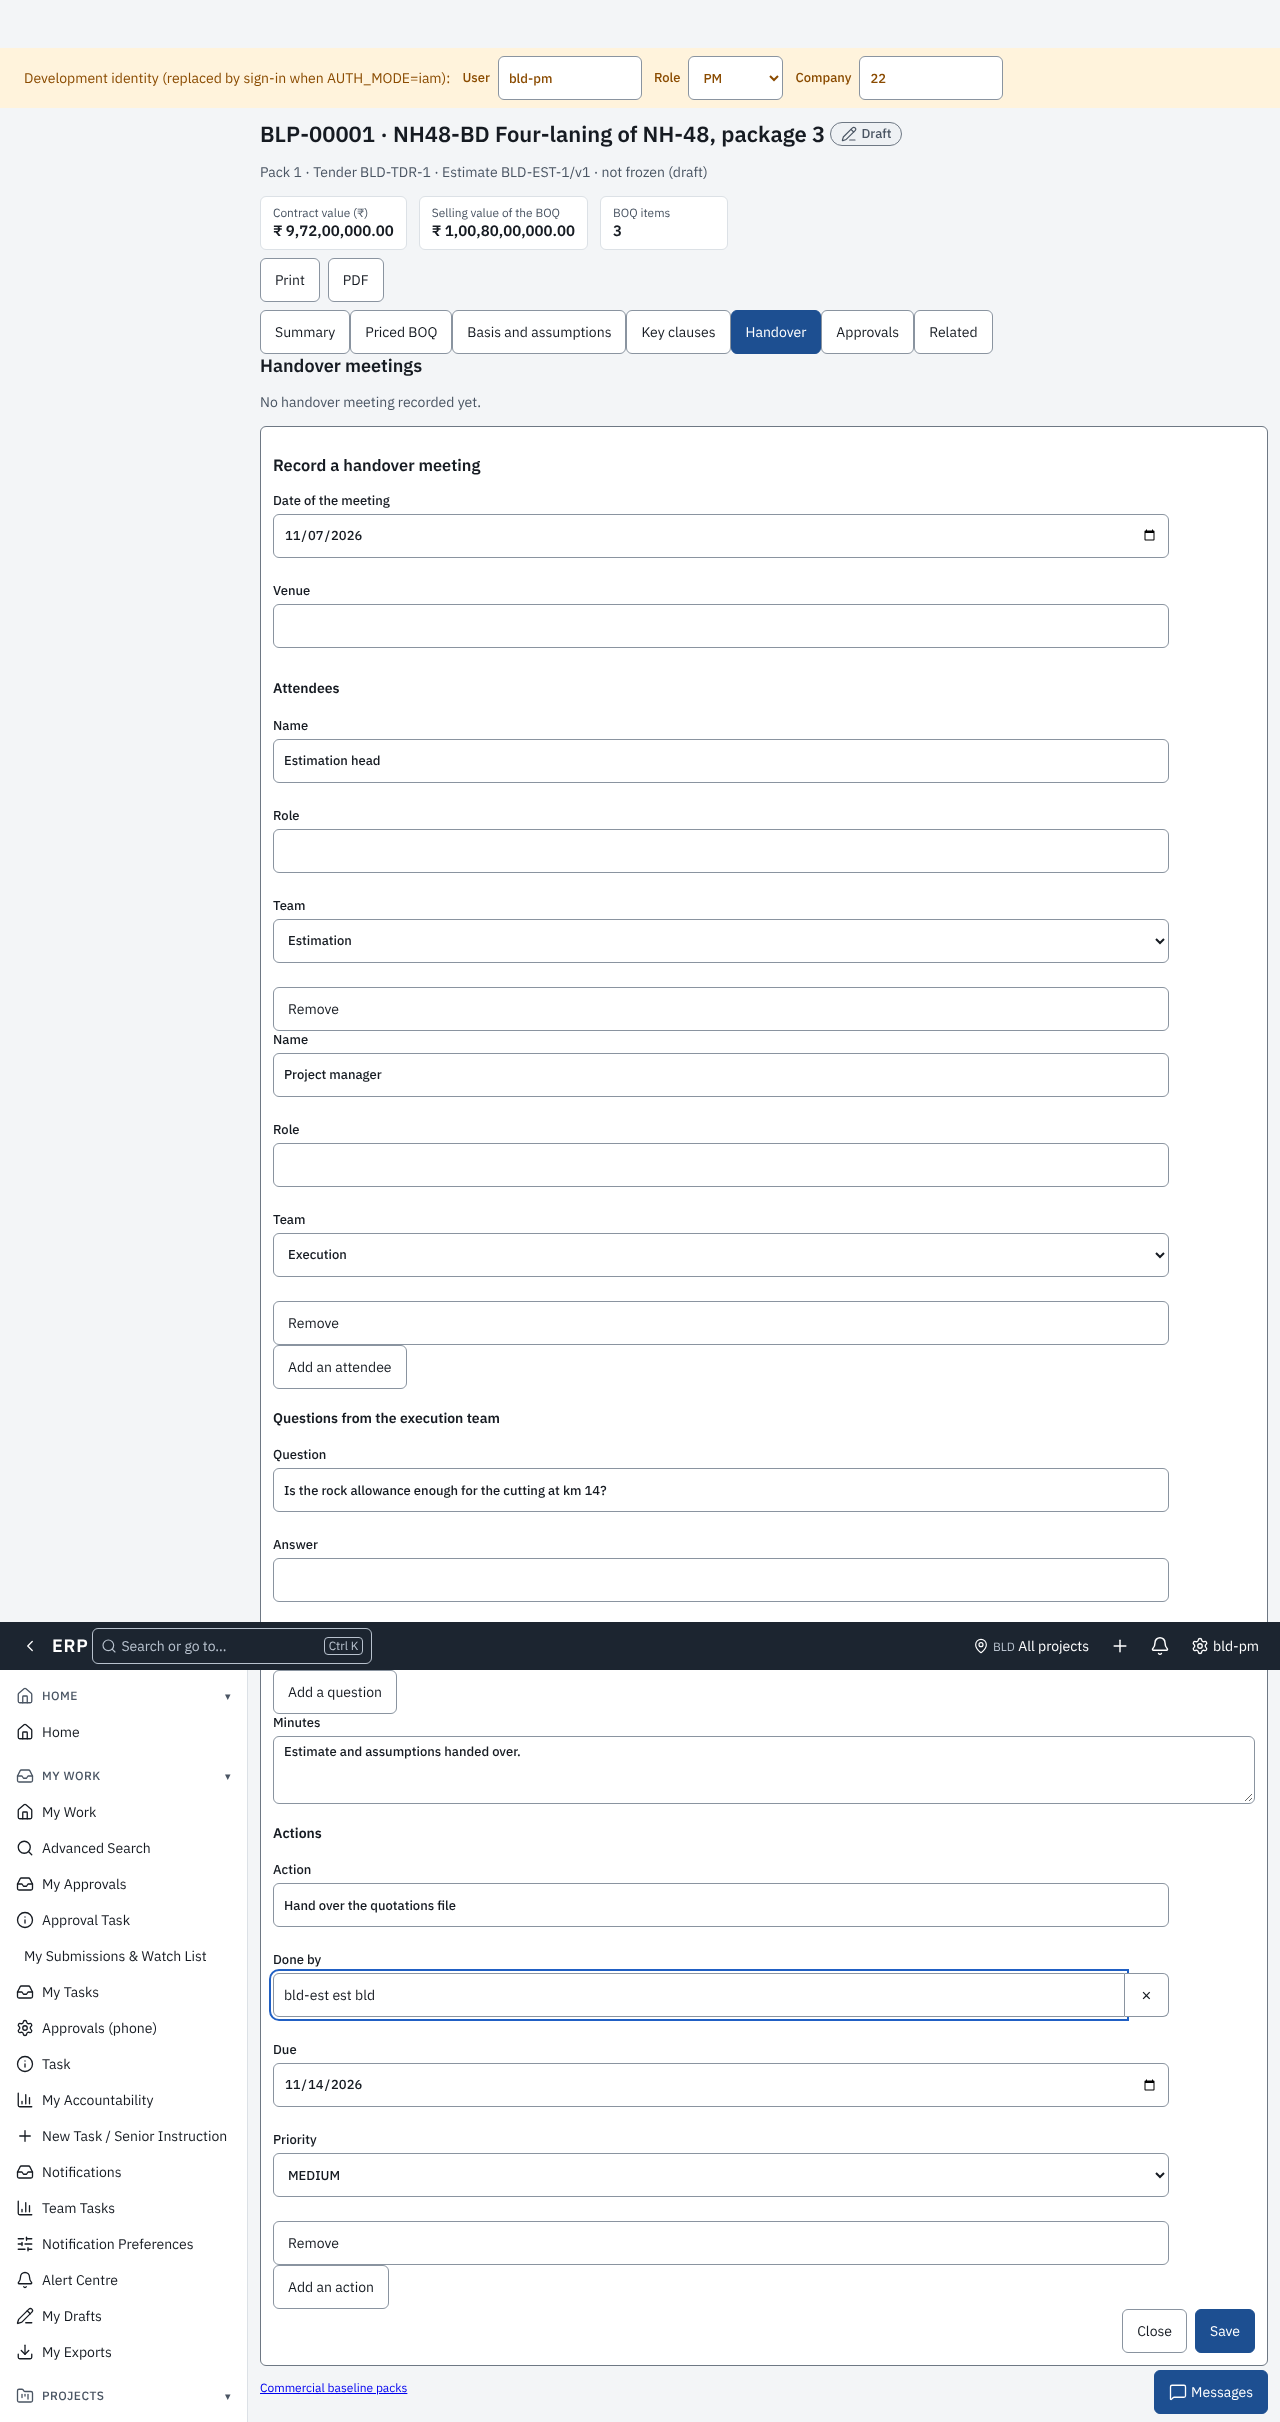 Development identity (replaced by sign-in when AUTH_MODE=iam): User bld-pm Role PM Company 22
BLP-00001 · NH48-BD Four-laning of NH-48, package 3 Draft
Pack 1 · Tender BLD-TDR-1 · Estimate BLD-EST-1/v1 · not frozen (draft)
Contract value (₹) Selling value of the BOQ BOQ items
₹ 9,72,00,000.00 ₹ 1,00,80,00,000.00 3
Print PDF
Summary Priced BOQ Basis and assumptions Key clauses Handover Approvals Related
Handover meetings
No handover meeting recorded yet.
Record a handover meeting
Date of the meeting
11/07/2026
Venue
Attendees
Name
Estimation head
Role
Team
Estimation
Remove
Name
Project manager
Role
Team
Execution
Remove
Add an attendee
Questions from the execution team
Question
Is the rock allowance enough for the cutting at km 14?
Answer
ERP Search or go to... Ctrl K BLD All projects bld-pm
Add a question
Minutes
Estimate and assumptions handed over.
Actions
Action
Hand over the quotations file
Done by
bld-est est bld ×
Due
11/14/2026
Priority
MEDIUM
Remove
Add an action
Close Save
Commercial baseline packs
Messages
HOME
Home
MY WORK
My Work
Advanced Search
My Approvals
Approval Task
My Submissions & Watch List
My Tasks
Approvals (phone)
Task
My Accountability
New Task / Senior Instruction
Notifications
Team Tasks
Notification Preferences
Alert Centre
My Drafts
My Exports
PROJECTS